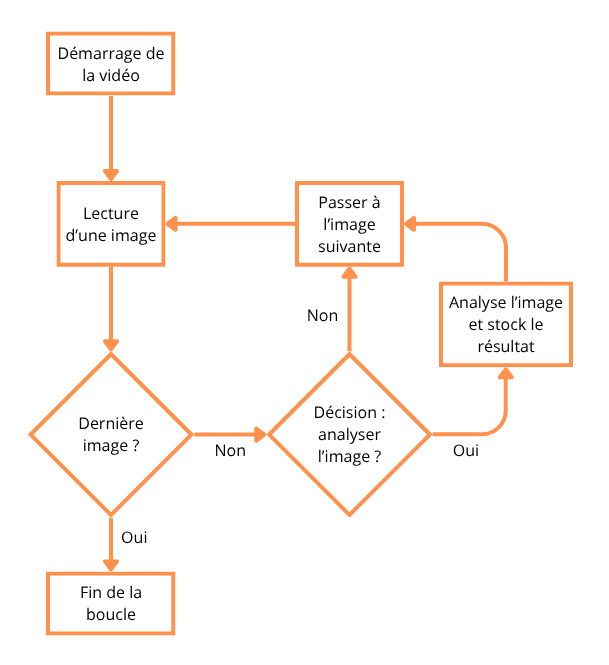 Démarrage de
la vidéo
Lecture
d’une image
Passer à
l’image
suivante
Analyse l’image
et stock le
résultat
Non
Dernière
image ?
Non
Décision :
analyser
l’image ?
Oui
Oui
Fin de la
boucle